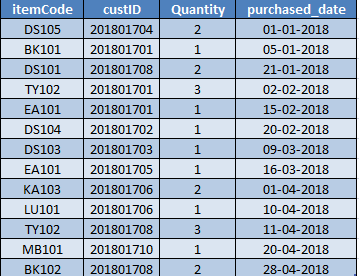 itemCode custID Quantity purchased_date
DS105 201801704 2 01-01-2018
BK101 201801701 1 05-01-2018
DS101 201801708 2 21-01-2018
TY102 201801701 3 02-02-2018
EA101 201801701 1 15-02-2018
DS104 201801702 1 20-02-2018
DS103 201801703 1 09-03-2018
EA101 201801705 1 16-03-2018
KA103 201801706 2 01-04-2018
LU101 201801706 1 10-04-2018
TY102 201801708 3 11-04-2018
MB101 201801710 1 20-04-2018
BK102 201801708 2 28-04-2018